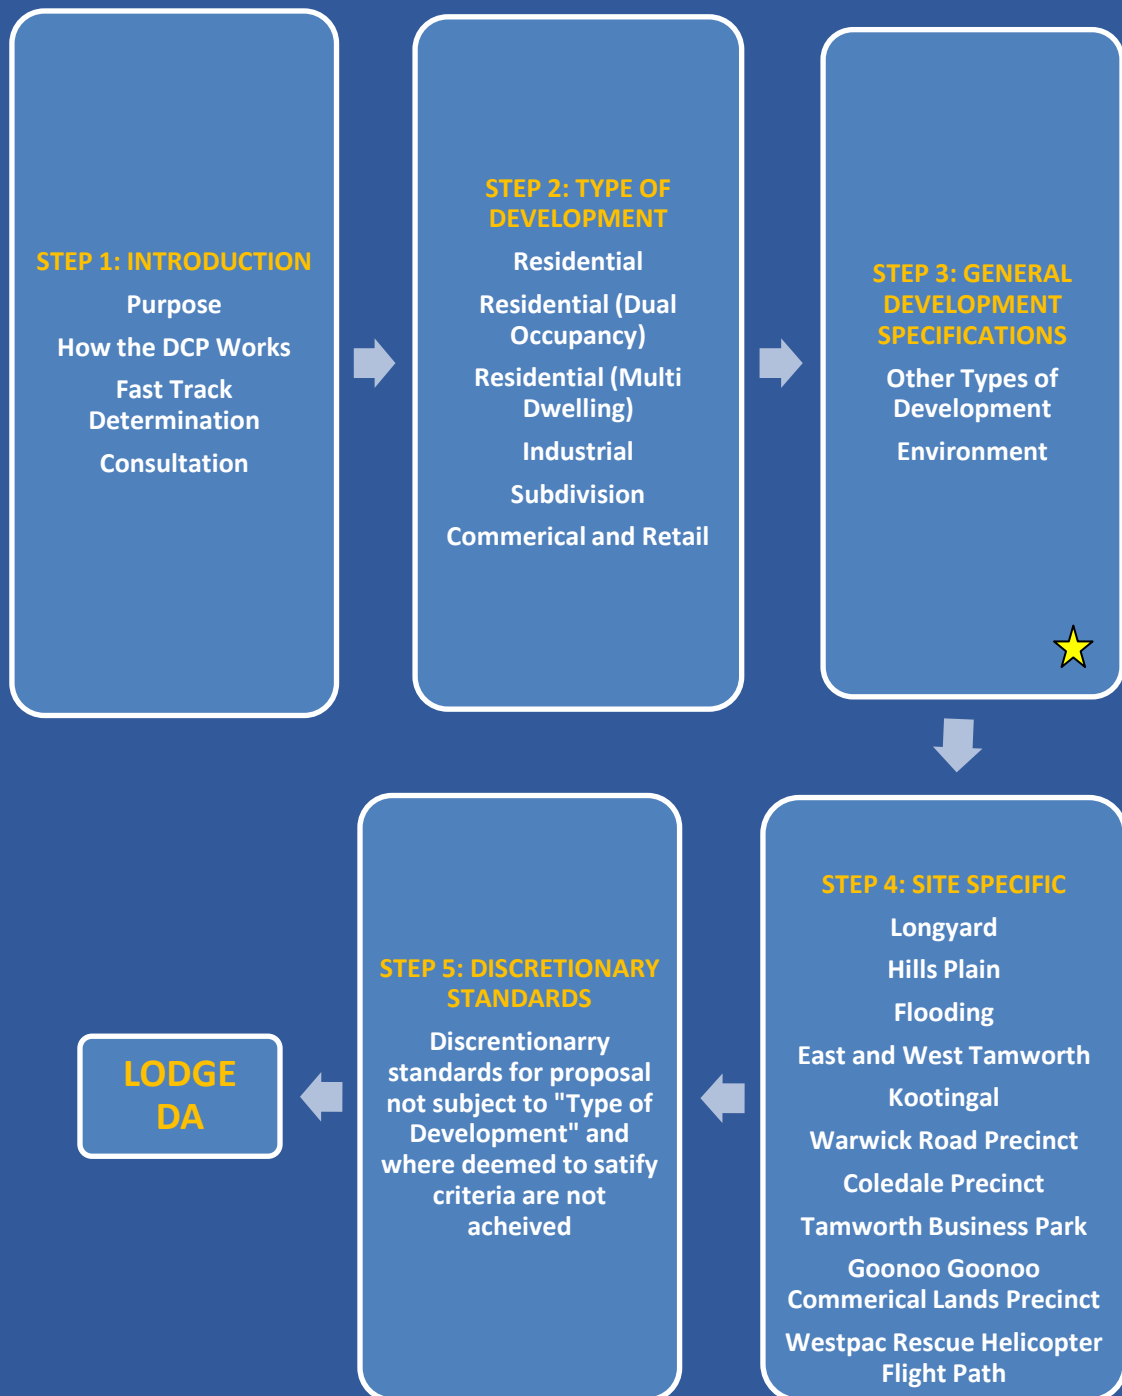 STEP 1: INTRODUCTION
Purpose
How the DCP Works
Fast Track
Determination
Consultation
STEP 2: TYPE OF
DEVELOPMENT
Residential
Residential (Dual
Occupancy)
Residential (Multi
Dwelling)
Industrial
Subdivision
Commerical and Retail
STEP 3: GENERAL
DEVELOPMENT
SPECIFICATIONS
Other Types of
Development
Environment
STEP 4: SITE SPECIFIC
Longyard
Hills Plain
Flooding
East and West Tamworth
Kootingal
Warwick Road Precinct
Coledale Precinct
Tamworth Business Park
Goonoo Goonoo
Commerical Lands Precinct
Westpac Rescue Helicopter
Flight Path
STEP 5: DISCRETIONARY
STANDARDS
Discrentionarry
standards for proposal
not subject to "Type of
Development" and
where deemed to satify
criteria are not
acheived
LODGE
DA